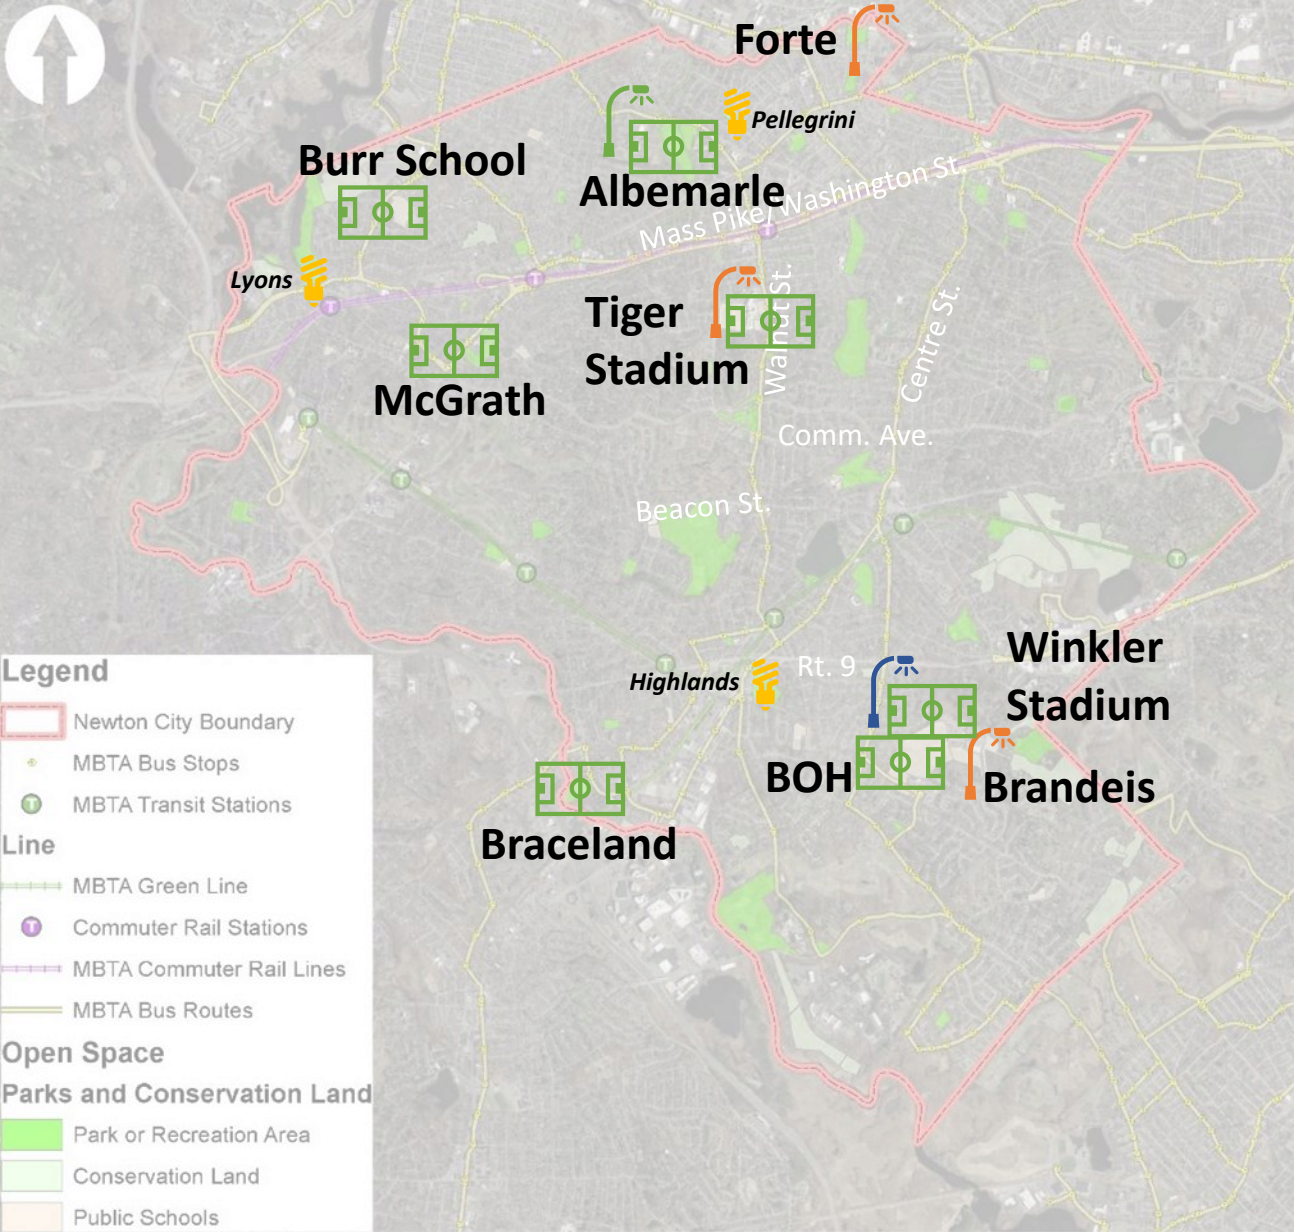 Forte
Pellegrini
Burr School
Albemarle
Mass Pike/Washington St.
Lyons
Tiger
Stadium
Walnut St.
Centre St.
McGrath
Comm. Ave.
Beacon St.
Winkler
Stadium
Rt. 9
Highlands
BOH
Brandeis
Braceland
Legend
Newton City Boundary
MBTA Bus Stops
T MBTA Transit Stations
Line
MBTA Green Line
T Commuter Rail Stations
MBTA Commuter Rail Lines
MBTA Bus Routes
Open Space
Parks and Conservation Land
Park or Recreation Area
Conservation Land
Public Schools
T
T
T
T
T
T
T
T
T
T
T